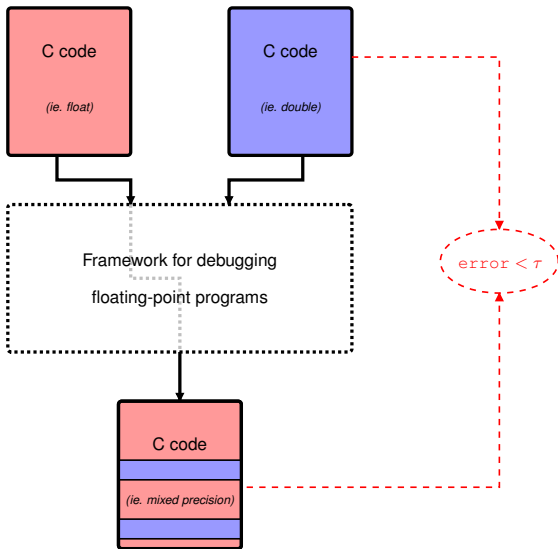 C code
(ie. float)
C code
(ie. double)
Framework for debugging
floating-point programs
error < τ
C code
(ie. mixed precision)